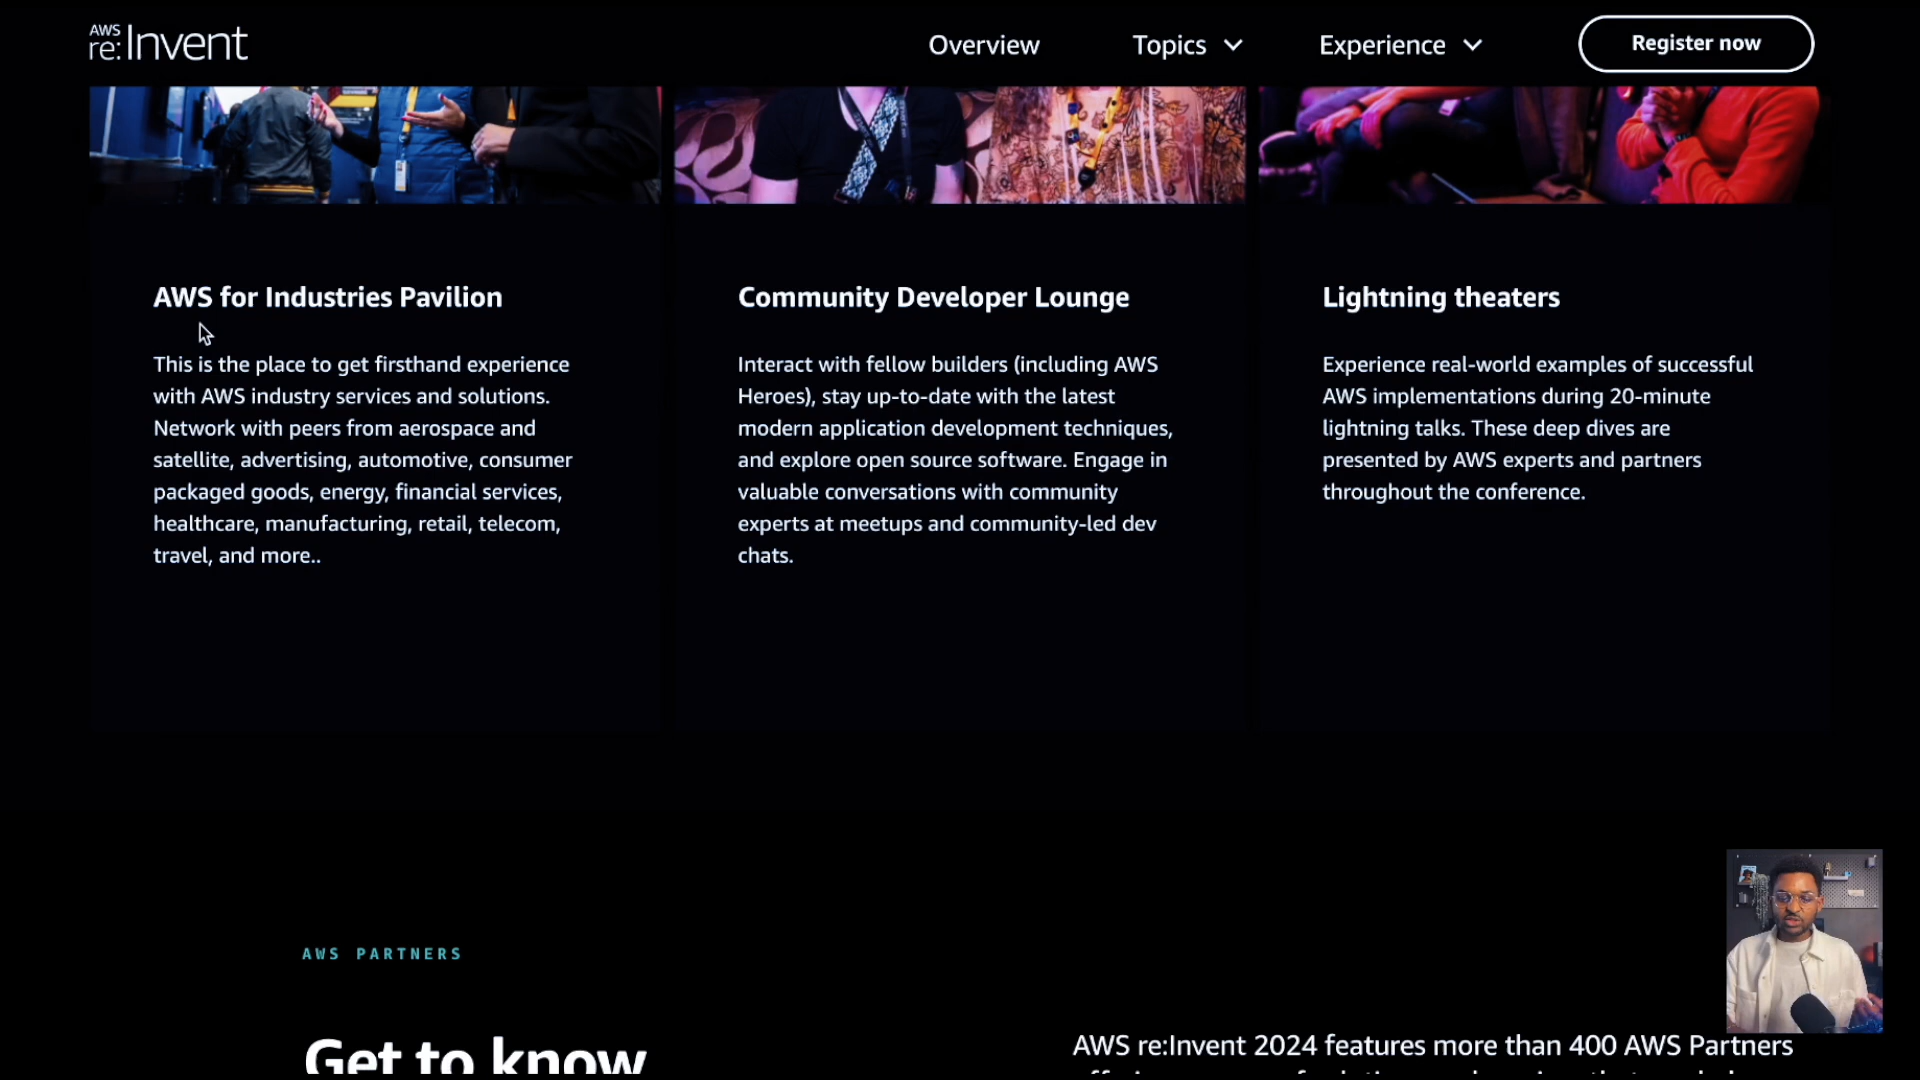 AWS
re:Invent
Overview
Topics
Experience
Register now
AWS for Industries Pavilion
This is the place to get firsthand experience
with AWS industry services and solutions.
Network with peers from aerospace and
satellite, advertising, automotive, consumer
packaged goods, energy, financial services,
healthcare, manufacturing, retail, telecom,
travel, and more..
Community Developer Lounge
Interact with fellow builders (including AWS
Heroes), stay up-to-date with the latest
modern application development techniques,
and explore open source software. Engage in
valuable conversations with community
experts at meetups and community-led dev
chats.
Lightning theaters
Experience real-world examples of successful
AWS implementations during 20-minute
lightning talks. These deep dives are
presented by AWS experts and partners
throughout the conference.
AWS PARTNERS
Get to know
AWS re:Invent 2024 features more than 400 AWS Partners